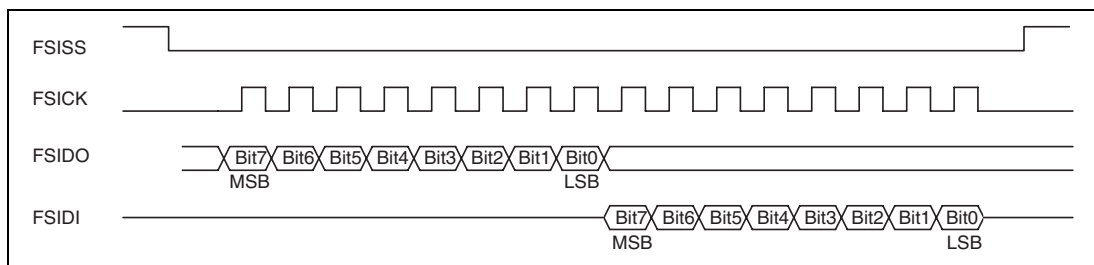 FSISS
FSICK
FSIDO Bit7 Bit6 Bit5 Bit4 Bit3 Bit2 Bit1 Bit0
MSB LSB
FSIDI Bit7 Bit6 Bit5 Bit4 Bit3 Bit2 Bit1 Bit0
MSB LSB